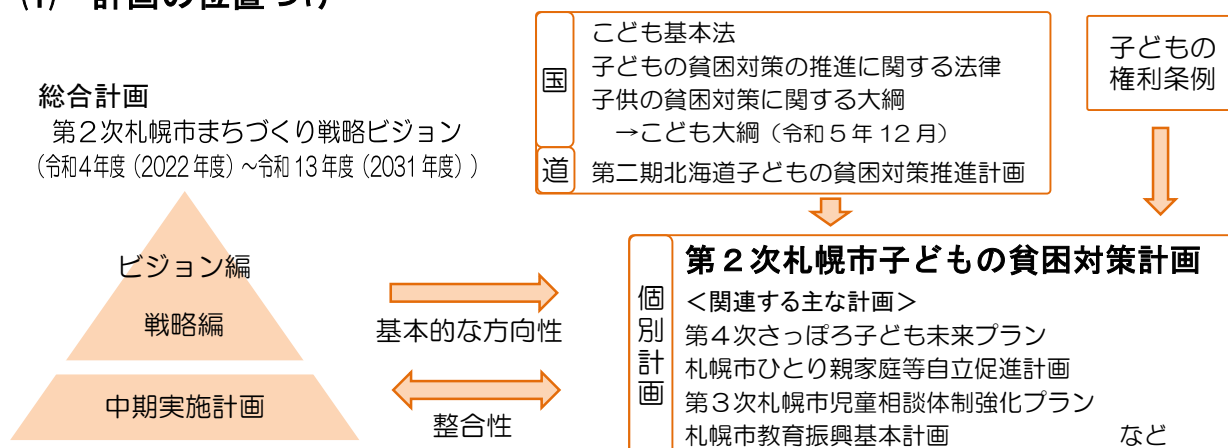 (1) 計画の位置づけ
総合計画
第2次札幌市まちづくり戦略ビジョン
(令和4年度(2022年度)~令和13年度(2031年度))
ビジョン編
戦略編
中期実施計画
基本的な方向性
整合性
国
こども基本法
子どもの貧困対策の推進に関する法律
子供の貧困対策に関する大綱
→こども大綱(令和5年12月)
道
第二期北海道子どもの貧困対策推進計画
子どもの
権利条例
個別計画
第2次札幌市子どもの貧困対策計画
<関連する主な計画>
第4次さっぽろ子ども未来プラン
札幌市ひとり親家庭等自立促進計画
第3次札幌市児童相談体制強化プラン
札幌市教育振興基本計画 など